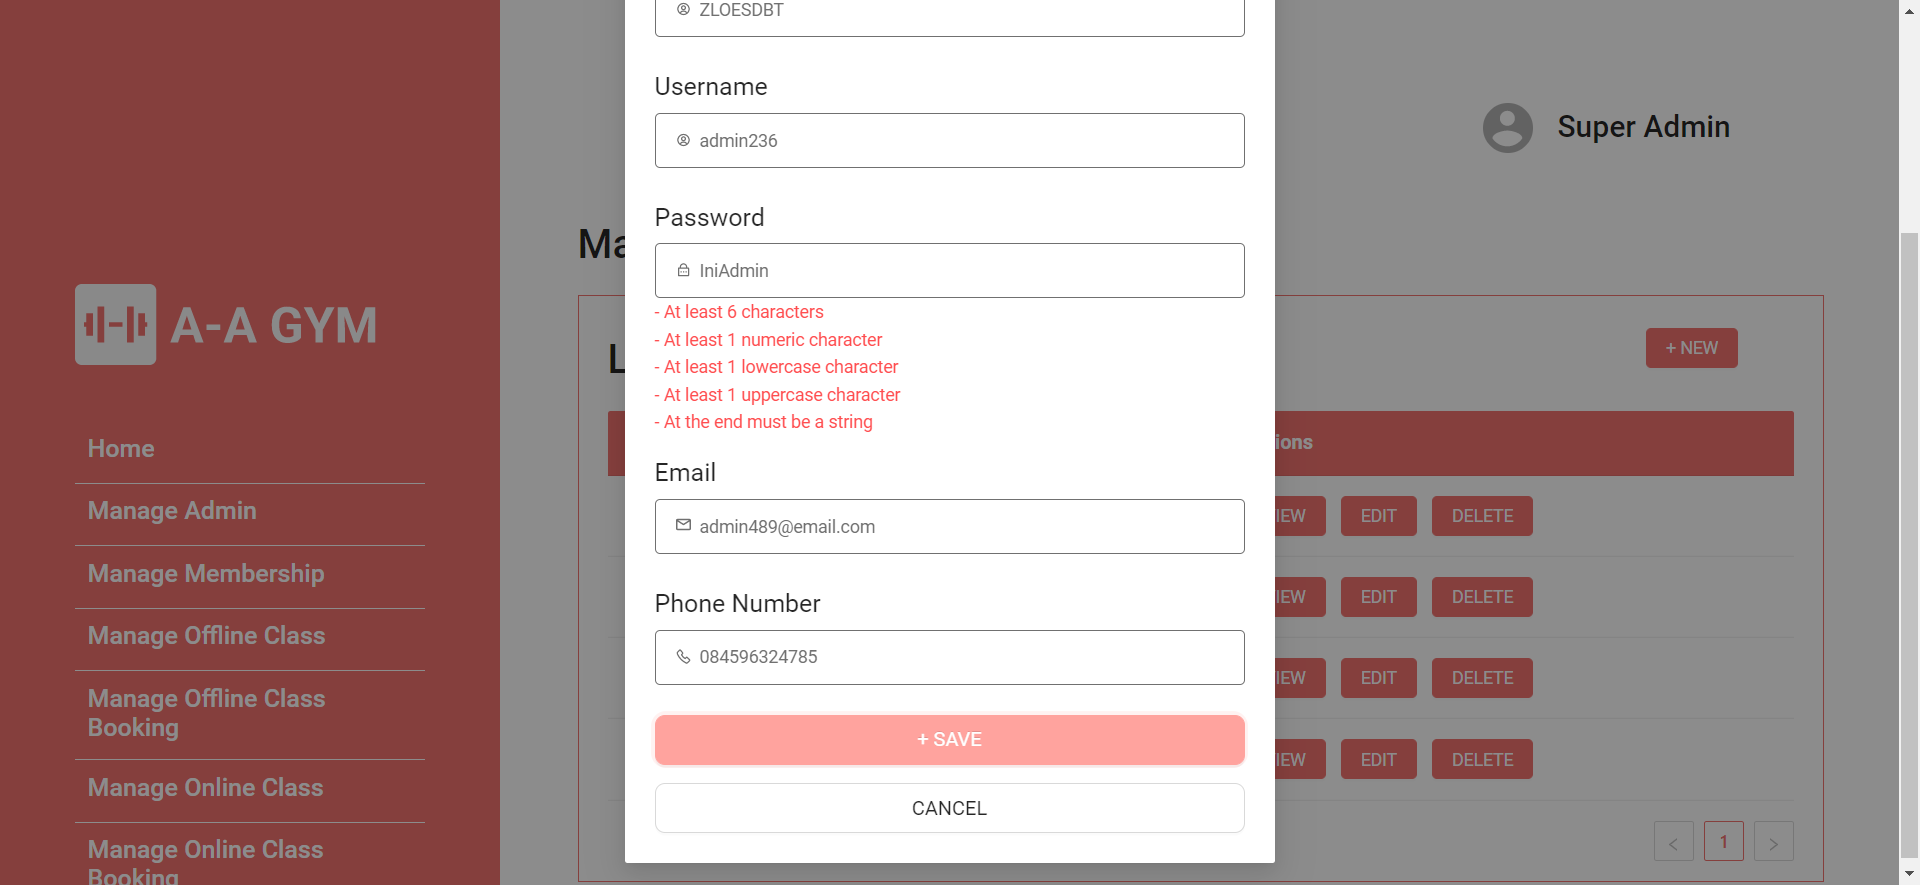 A-A GYM
Home
Manage Admin
Manage Membership
Manage Offline Class
Manage Offline Class
Booking
Manage Online Class
Manage Online Class
Booking
Super Admin
Ma
L
+ NEW
ions
IEW EDIT DELETE
IEW EDIT DELETE
IEW EDIT DELETE
IEW EDIT DELETE
< 1 >
ZLOESDBT
Username
admin236
Password
IniAdmin
- At least 6 characters
- At least 1 numeric character
- At least 1 lowercase character
- At least 1 uppercase character
- At the end must be a string
Email
admin489@email.com
Phone Number
084596324785
+ SAVE
CANCEL